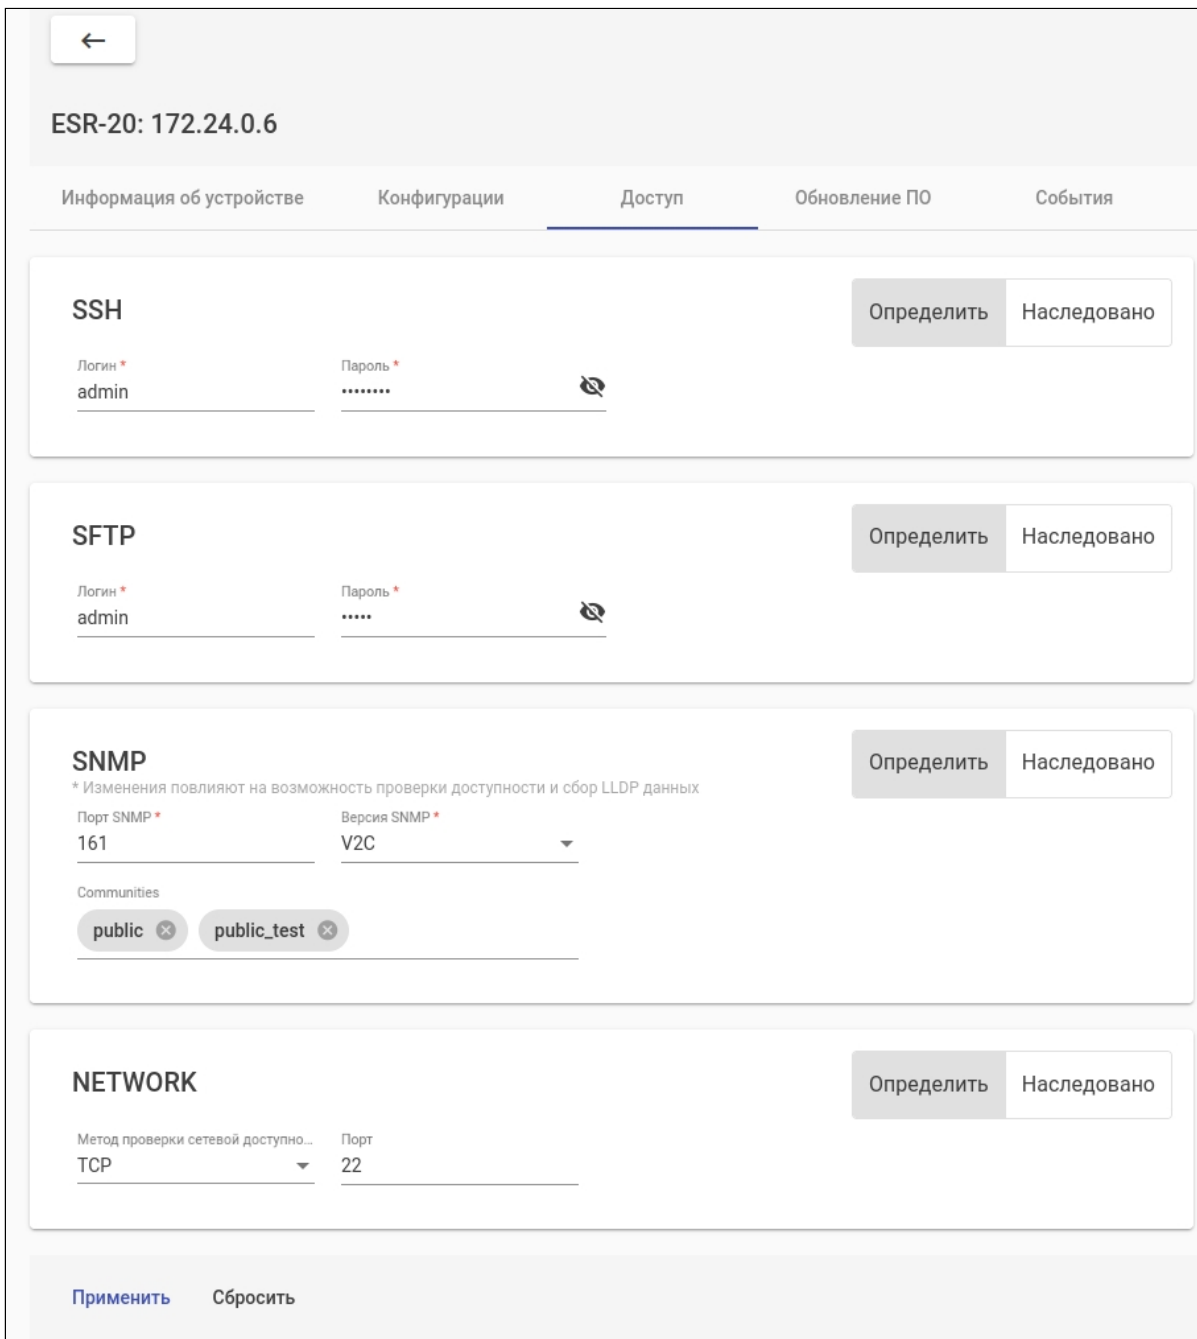 ESR-20: 172.24.0.6
Информация об устройстве Конфигурации Доступ Обновление ПО События
SSH
Определить Наследовано
Логин * Пароль *
admin ••••••••
SFTP
Определить Наследовано
Логин * Пароль *
admin •••••
SNMP
Определить Наследовано
* Изменения повлияют на возможность проверки доступности и сбор LLDP данных
Порт SNMP * Версия SNMP *
161 V2C
Communities
public public_test
NETWORK
Определить Наследовано
Метод проверки сетевой доступно... Порт
TCP 22
Применить Сбросить